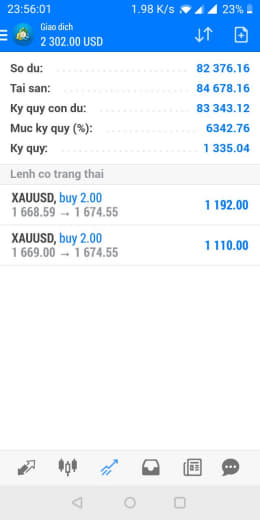 23:56:01 1.98 K/s 23%
Giao dich
2 302.00 USD
So du: 82 376.16
Tai san: 84 678.16
Ky quy con du: 83 343.12
Muc ky quy (%): 6342.76
Ky quy: 1 335.04
Lenh co trang thai
XAUUSD, buy 2.00
1 668.59 → 1 674.55 1 192.00
XAUUSD, buy 2.00
1 669.00 → 1 674.55 1 110.00